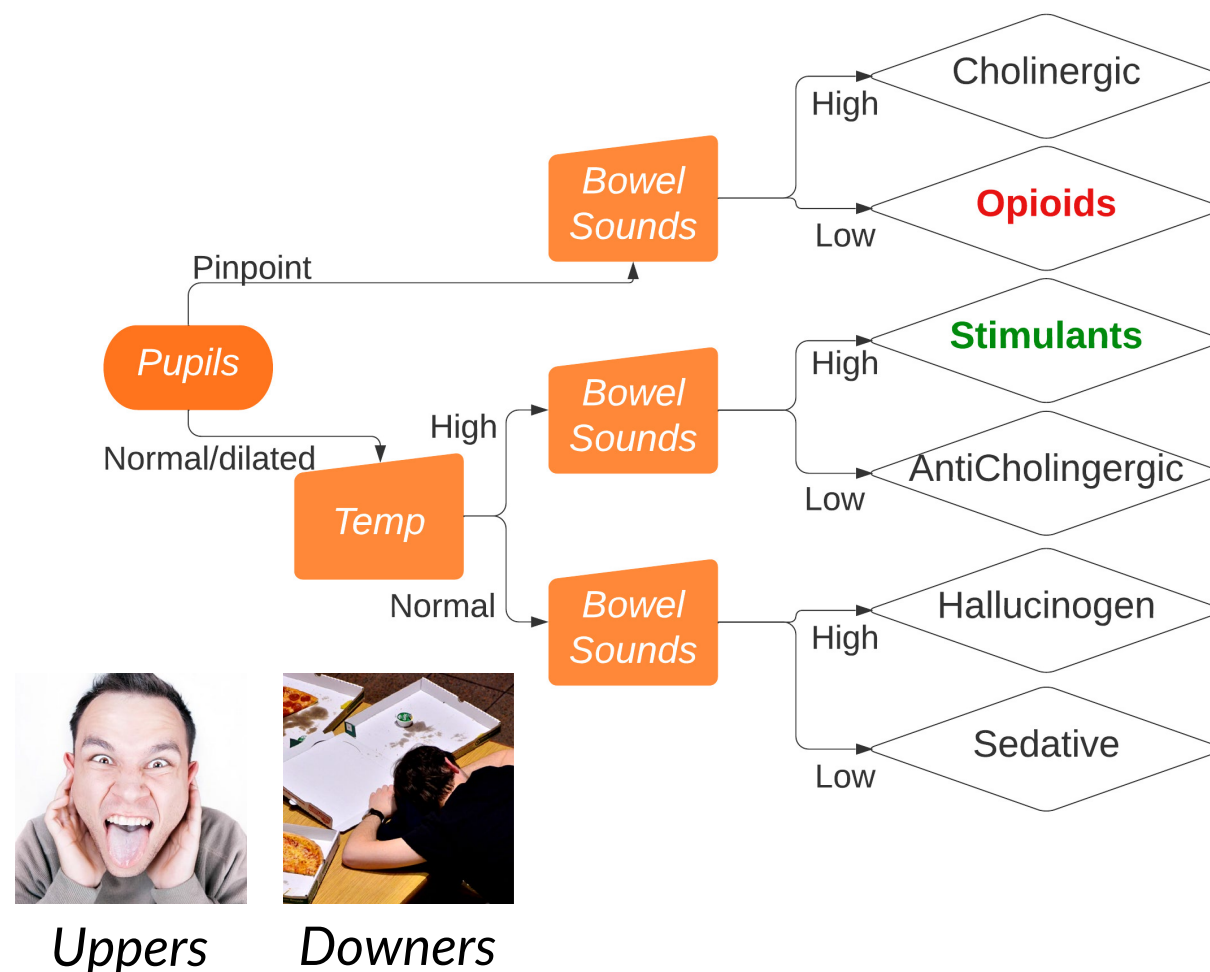 Cholinergic
High
Bowel
Sounds
Opioids
Low
Pinpoint
Stimulants
High
Pupils
Bowel
Sounds
High
Normal/dilated
AntiCholingergic
Low
Temp
Hallucinogen
Normal
Bowel
Sounds
High
Sedative
Low
Uppers
Downers